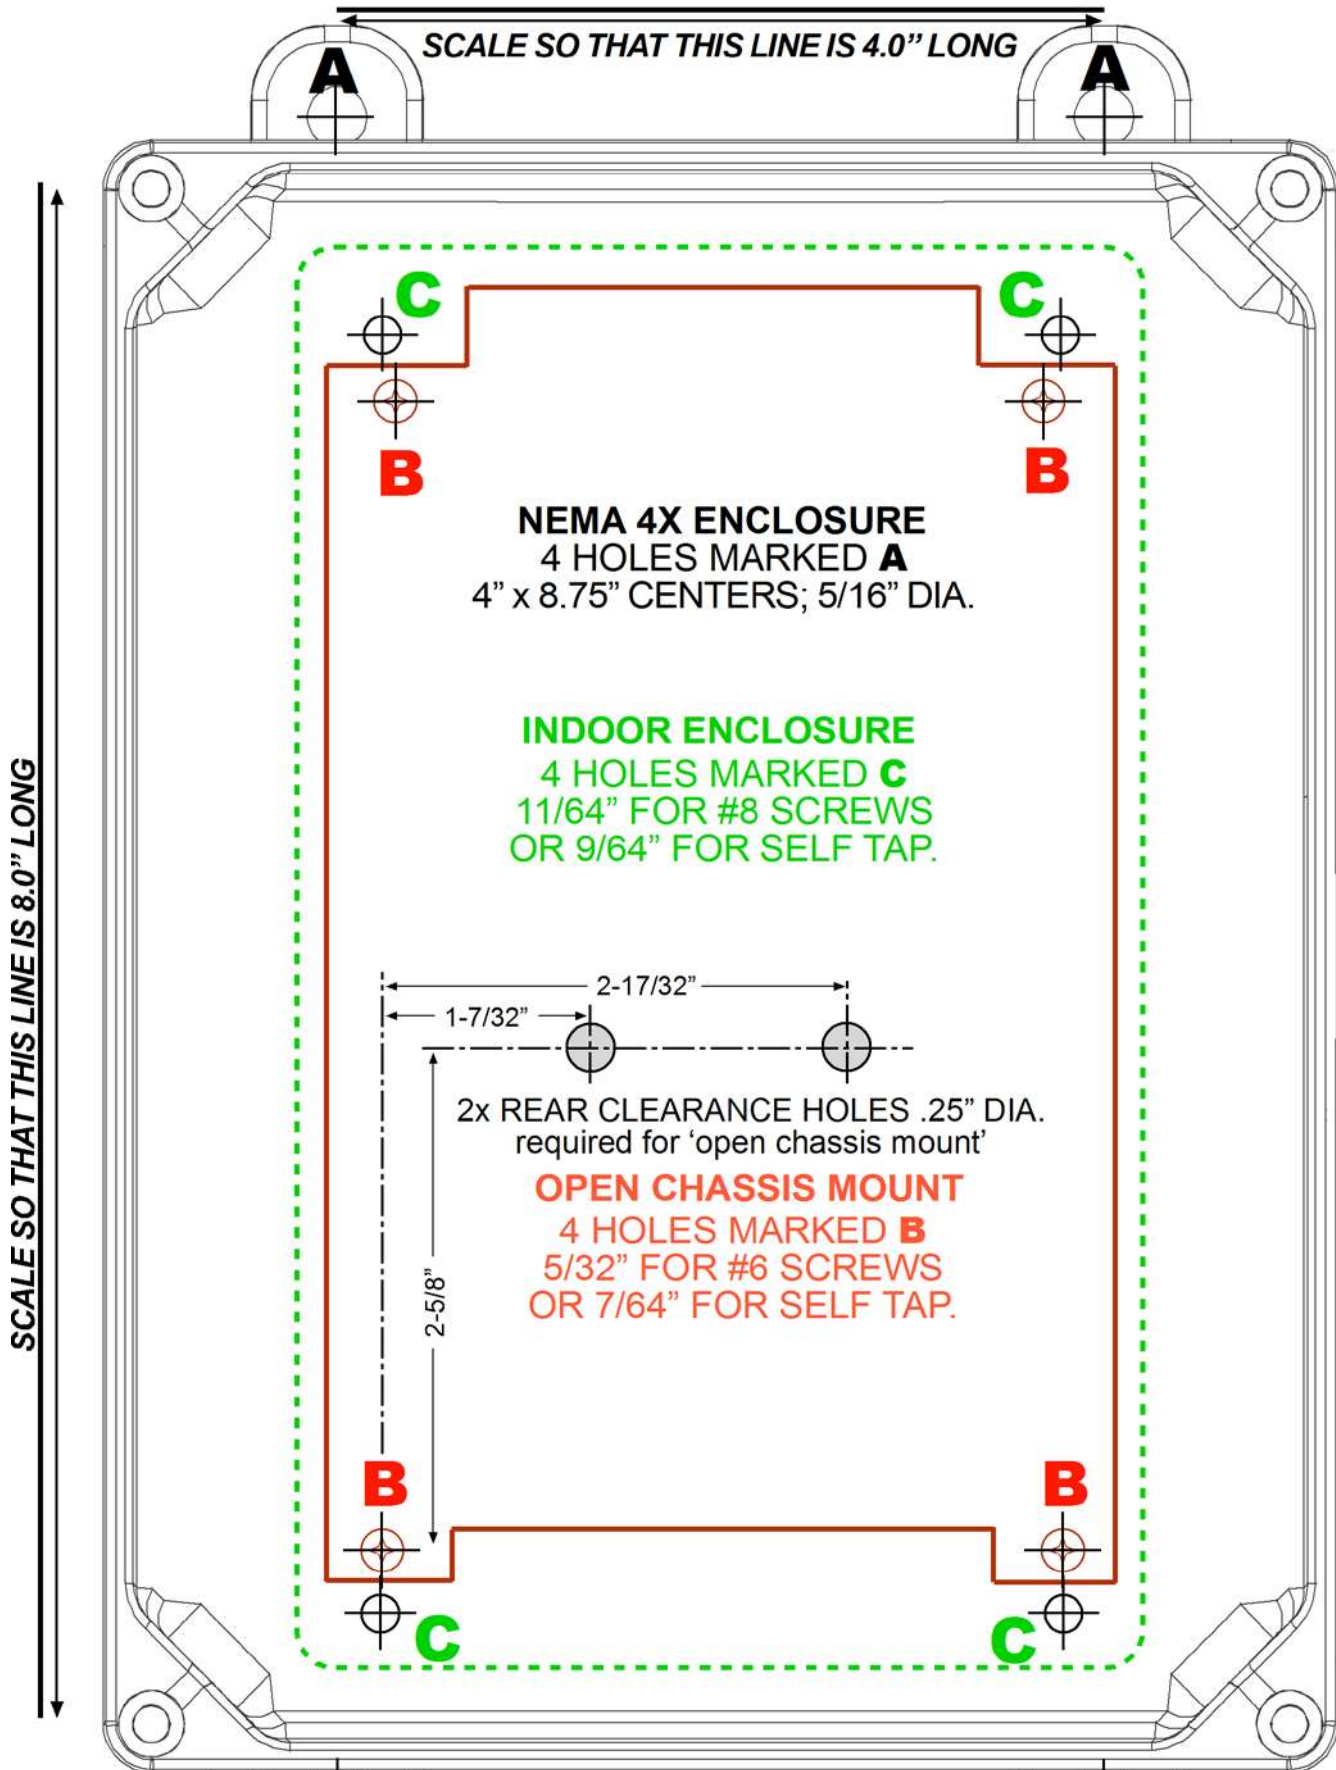 SCALE SO THAT THIS LINE IS 4.0” LONG
A
A
SCALE SO THAT THIS LINE IS 8.0” LONG
C
C
B
B
NEMA 4X ENCLOSURE
4 HOLES MARKED A
4” x 8.75” CENTERS; 5/16” DIA.
INDOOR ENCLOSURE
4 HOLES MARKED C
11/64” FOR #8 SCREWS
OR 9/64” FOR SELF TAP.
2-17/32”
1-7/32”
2x REAR CLEARANCE HOLES .25” DIA.
required for ‘open chassis mount’
OPEN CHASSIS MOUNT
4 HOLES MARKED B
5/32” FOR #6 SCREWS
OR 7/64” FOR SELF TAP.
2-5/8”
B
B
C
C